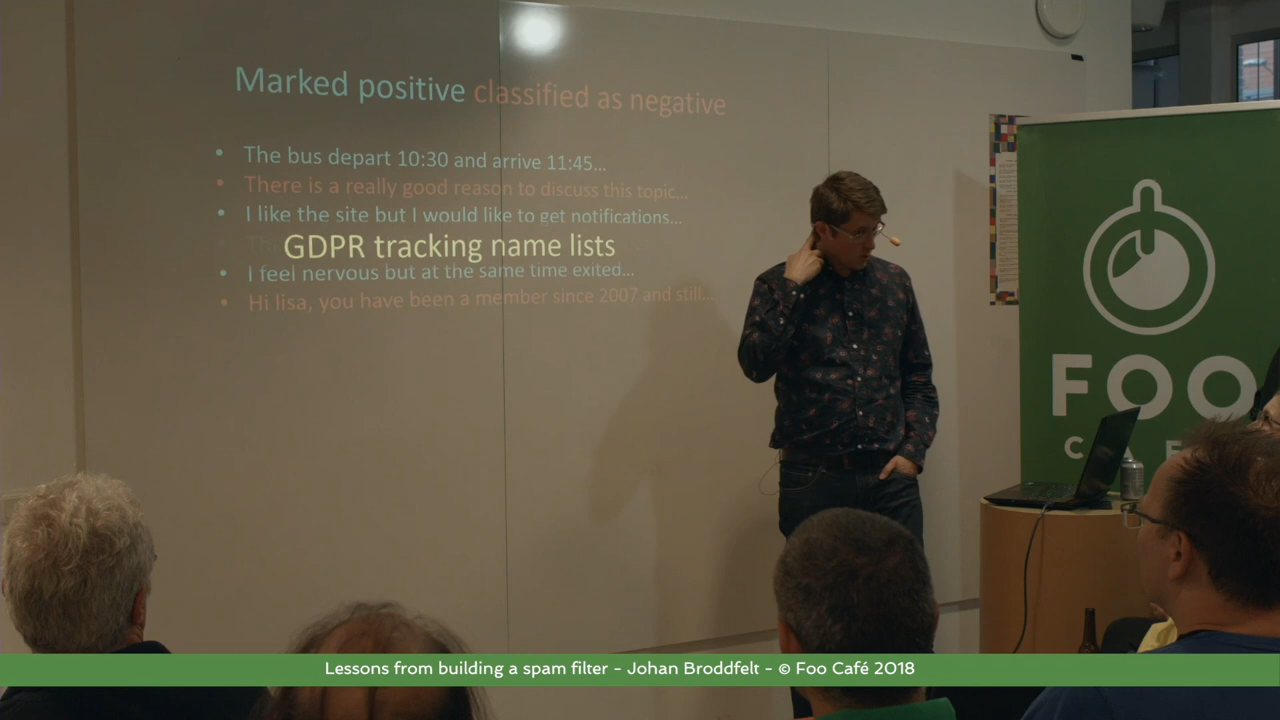 Marked positive classified as negative
• The bus depart 10:30 and arrive 11:45...
• There is a really good reason to discuss this topic...
• I like the site but I would like to get notifications...
GDPR tracking name lists
• I feel nervous but at the same time exited...
• Hi lisa, you have been a member since 2007 and still...
FOO
Lessons from building a spam filter - Johan Broddfelt - © Foo Café 2018